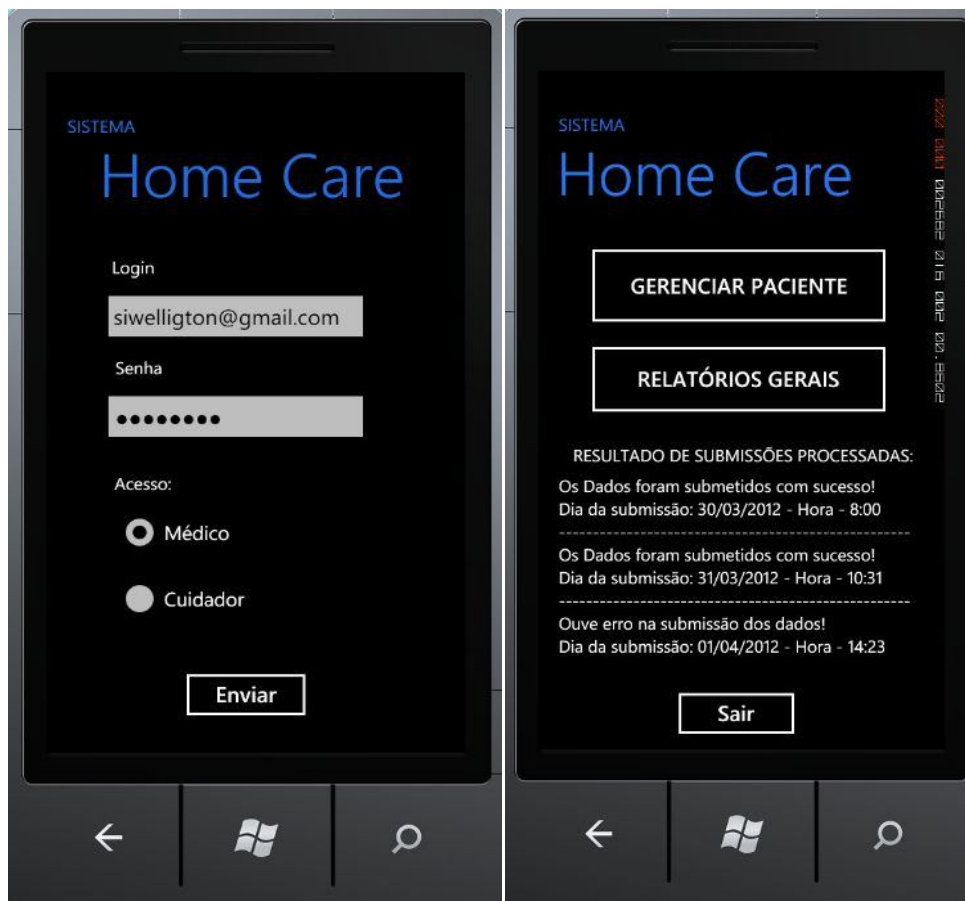 SISTEMA
Home Care
Login
siwelligton@gmail.com
Senha
Acesso:
Médico
Cuidador
Enviar
SISTEMA
Home Care
GERENCIAR PACIENTE
RELATÓRIOS GERAIS
RESULTADO DE SUBMISSÕES PROCESSADAS:
Os Dados foram submetidos com sucesso!
Dia da submissão: 30/03/2012 - Hora - 8:00
Os Dados foram submetidos com sucesso!
Dia da submissão: 31/03/2012 - Hora - 10:31
Ouve erro na submissão dos dados!
Dia da submissão: 01/04/2012 - Hora - 14:23
Sair